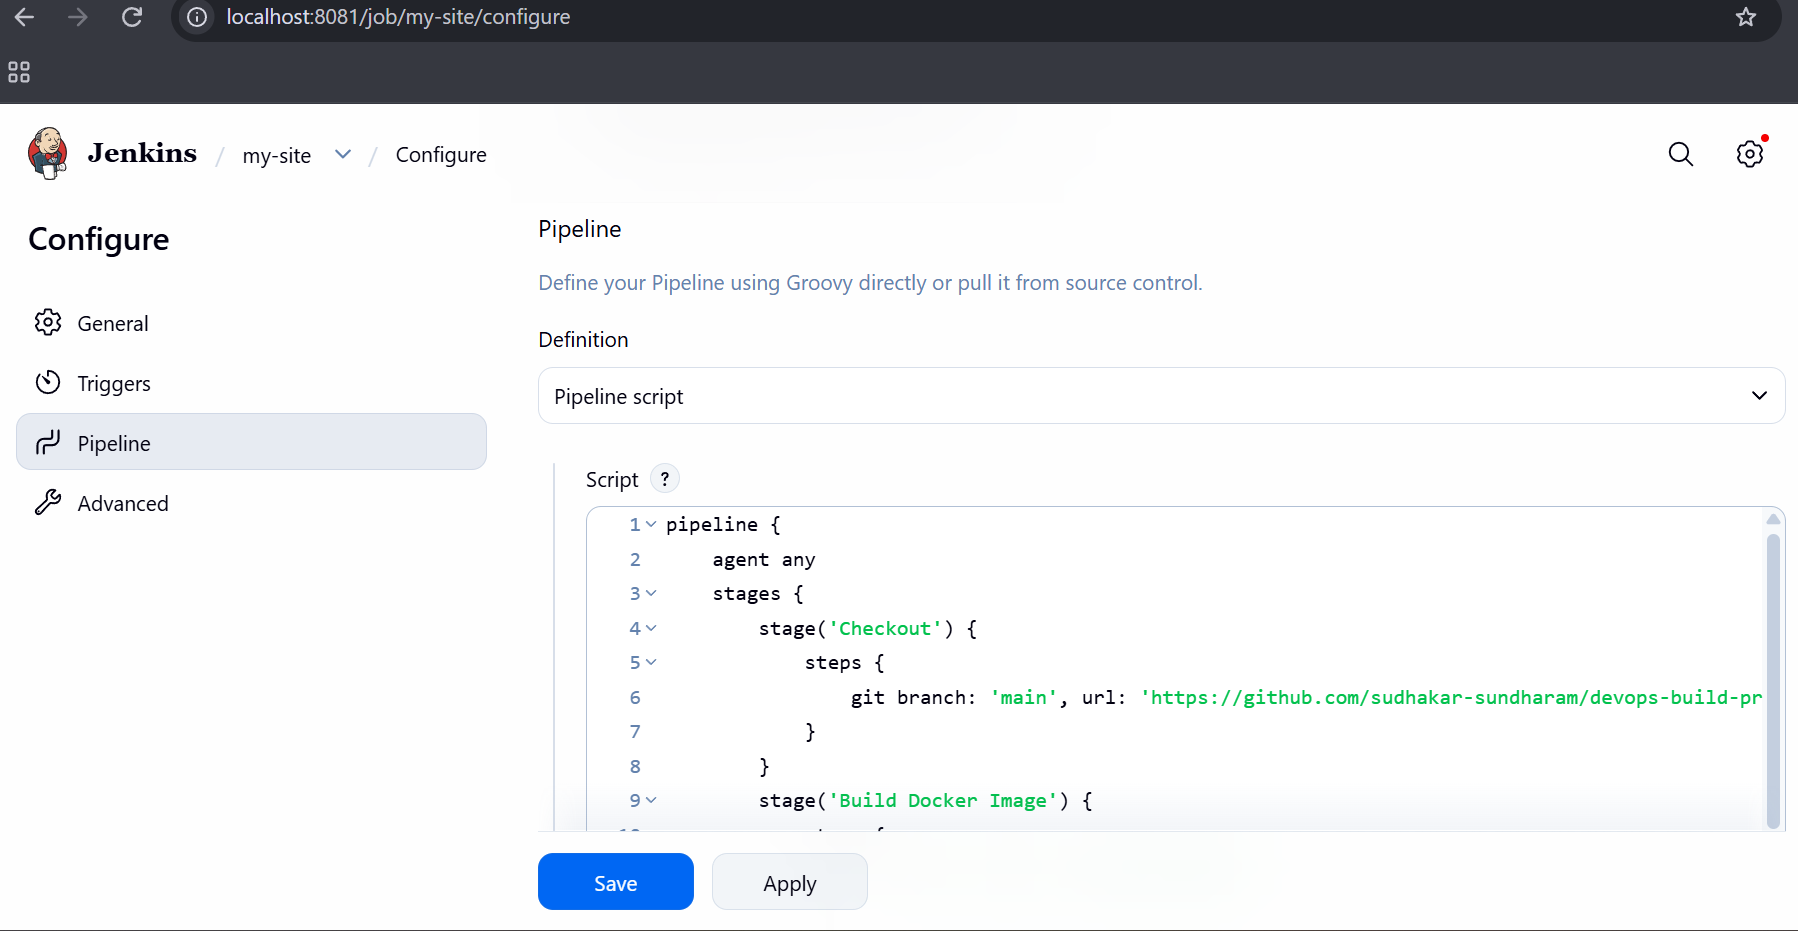 localhost:8081/job/my-site/configure
Jenkins / my-site / Configure
Configure
General
Triggers
Pipeline
Advanced
Pipeline
Define your Pipeline using Groovy directly or pull it from source control.
Definition
Pipeline script
Script ?
1 pipeline {
2     agent any
3     stages {
4         stage('Checkout') {
5             steps {
6                 git branch: 'main', url: 'https://github.com/sudhakar-sundharam/devops-build-pr
7             }
8         }
9         stage('Build Docker Image') {
Save
Apply